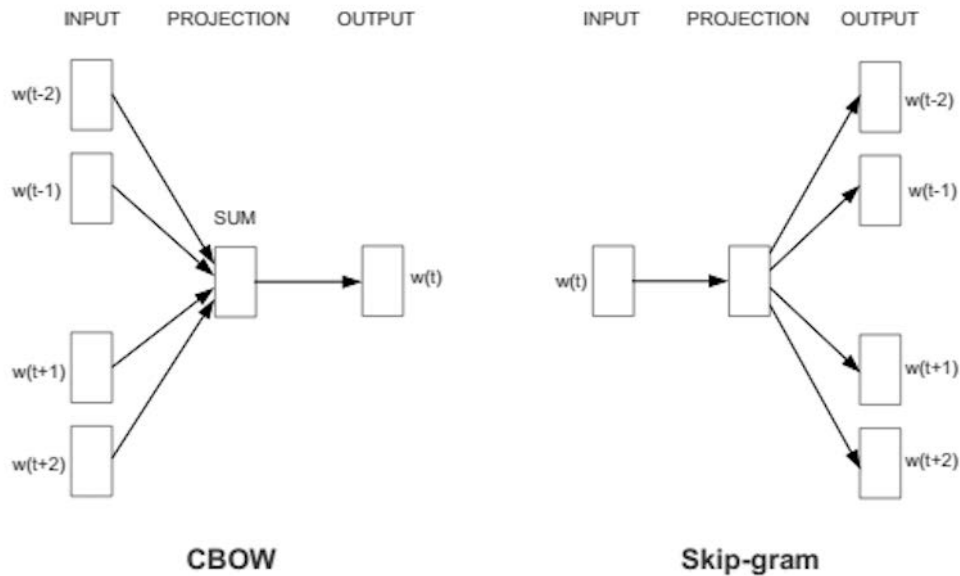 INPUT PROJECTION OUTPUT
w(t-2)
w(t-1)
SUM
w(t)
w(t+1)
w(t+2)
CBOW
INPUT PROJECTION OUTPUT
w(t-2)
w(t-1)
w(t)
w(t+1)
w(t+2)
Skip-gram